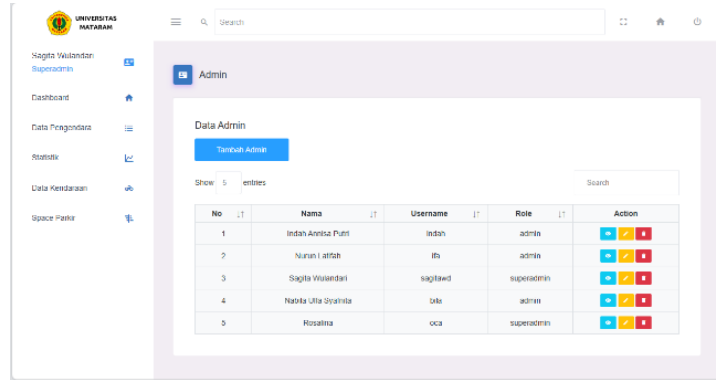 UNIVERSITAS
MATARAM
Search
Sagita Wulandari
Superadmin
Dashboard
Data Pengendara
Statistik
Data Kendaraan
Space Parkir
Admin
Data Admin
Tambah Admin
Show 5 entries
Search
No Nama Username Role Action
1 Indah Annisa Putri Indah admin
2 Nurun Latifah ifa admin
3 Sagita Wulandari sagitawd superadmin
4 Nabila Ulfa Syafnita bila admin
5 Rosalina oca superadmin